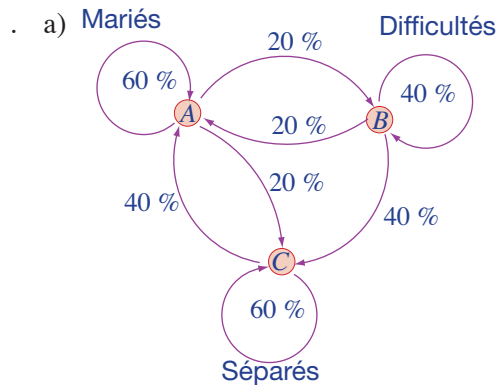 . a) Mariés
Difficultés
20 %
60 %
40 %
A
B
20 %
20 %
40 %
40 %
C
60 %
Séparés